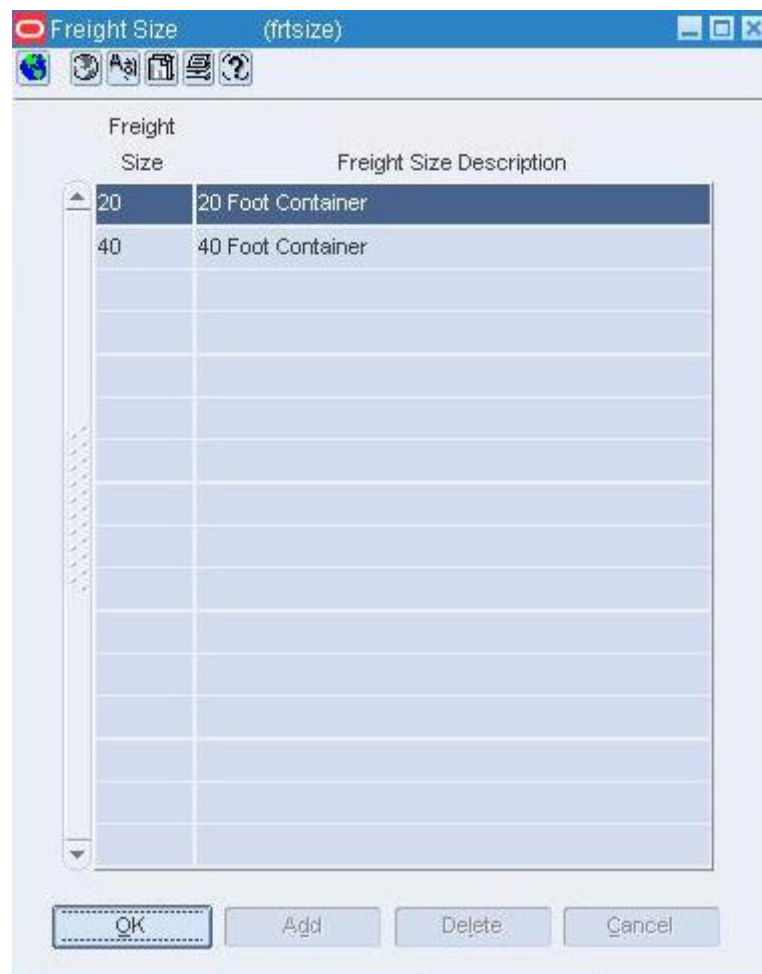 Freight Size (frtsize)
Freight
Size Freight Size Description
20 20 Foot Container
40 40 Foot Container
OK Add Delete Cancel